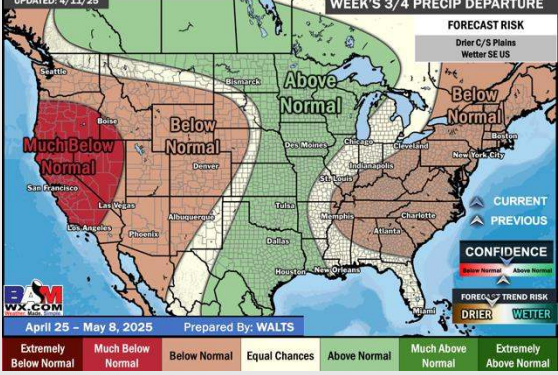 UPDATED: 4/11/25
WEEK'S 3/4 PRECIP DEPARTURE
FORECAST RISK
Drier C/S Plains
Wetter SE US
Seattle
Bismarck
Above
Normal
Below
Normal
Boise
Much Below
Normal
Below
Normal
Des Moines
Chicago
Cleveland
Boston
New York City
Denver
Indianapolis
St. Louis
San Francisco
Las Vegas
Los Angeles
Phoenix
Albuquerque
Tulsa
Memphis
Charlotte
Atlanta
Dallas
Houston
New Orleans
Miami
CURRENT
PREVIOUS
CONFIDENCE
Below Normal
Above Normal
FORECAST TREND RISK
DRIER
WETTER
BAM
WX.COM
Weather Made Simple
April 25 – May 8, 2025
Prepared By: WALTS
Extremely
Below Normal
Much Below
Normal
Below Normal
Equal Chances
Above Normal
Much Above
Normal
Extremely
Above Normal